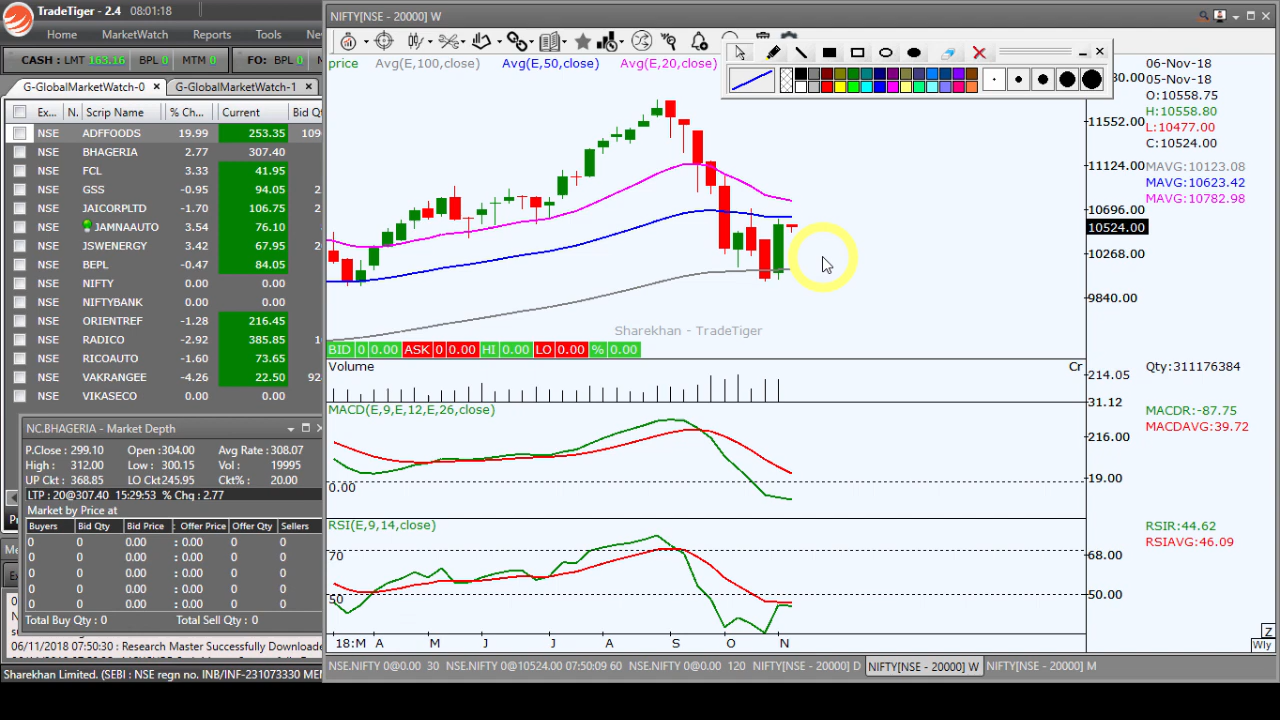 TradeTiger - 2.4 08:01:18
Home MarketWatch Reports Tools
CASH : LMT 163.16 BPL 0 MTM 0 FO: BPL 0
G-GlobalMarketWatch-0 G-GlobalMarketWatch-1
Ex... N. Scrip Name % Ch... Current Bid Q
NSE ADFOODS 19.99 253.35 109
NSE BHAGERIA 2.77 307.40
NSE FCL 3.33 41.95
NSE GSS -0.95 94.05 2
NSE JAICORPLTD -1.70 106.75 2
NSE JAMNAAUTO 3.54 76.10 3
NSE JSWENERGY 3.42 67.95 2
NSE BEPL -0.47 84.05
NSE NIFTY 0.00 0.00
NSE NIFTYBANK 0.00 0.00
NSE ORIENTREF -1.28 216.45
NSE RADICO -2.92 385.85 1
NSE RICOAUTO -1.60 73.65
NSE VAKRANGEE -4.26 22.50 92
NSE VIKASECO 0.00 0.00
NC.BHAGERIA - Market Depth
P.Close: 299.10 Open :304.00 Avg Rate : 308.07
High : 312.00 Low : 300.15 Vol : 19995
UP Ckt : 368.85 LO Ckt 245.95 Ckt% : 20.00
LTP : 20@307.40 15:29:53 % Chg : 2.77
Market by Price at
Buyers Bid Qty Bid Price : Offer Price Offer Qty Sellers
0 0 0.00 : 0.00 0 0
0 0 0.00 : 0.00 0 0
0 0 0.00 : 0.00 0 0
0 0 0.00 : 0.00 0 0
0 0 0.00 : 0.00 0 0
Total Buy Qty : 0 Total Sell Qty : 0
06/11/2018 07:50:30 : Research Master Successfully Downloade
Sharekhan Limited. (SEBI : NSE regn no. INB/INF-231073330 MEM
NIFTY[NSE - 20000] W
price Avg(E,100,close) Avg(E,50,close) Avg(E,20,close)
06-Nov-18
05-Nov-18
O:10558.75
H:10558.80
L:10477.00
C:10524.00
MAVG:10123.08
MAVG:10623.42
MAVG:10782.98
11552.00
11124.00
10696.00
10524.00
10268.00
9840.00
Sharekhan - TradeTiger
BID 0 0.00 ASK 0 0.00 HI 0.00 LO 0.00 % 0.00
Volume Cr 214.05 Qty:311176384
31.12
MACD(E,9,E,12,E,26,close) MACDR:-87.75
MACDAVG:39.72
216.00
19.00
0.00
RSI(E,9,14,close) RSIR:44.62
RSIAVG:46.09
70 68.00
50 50.00
18:M A M J J A S O N
Z
Wly
NSE.NIFTY 0@0.00 30 NSE.NIFTY 0@10524.00 07:50:09 60 NSE.NIFTY 0@0.00 120 NIFTY[NSE - 20000] D NIFTY[NSE - 20000] W NIFTY[NSE - 20000] M